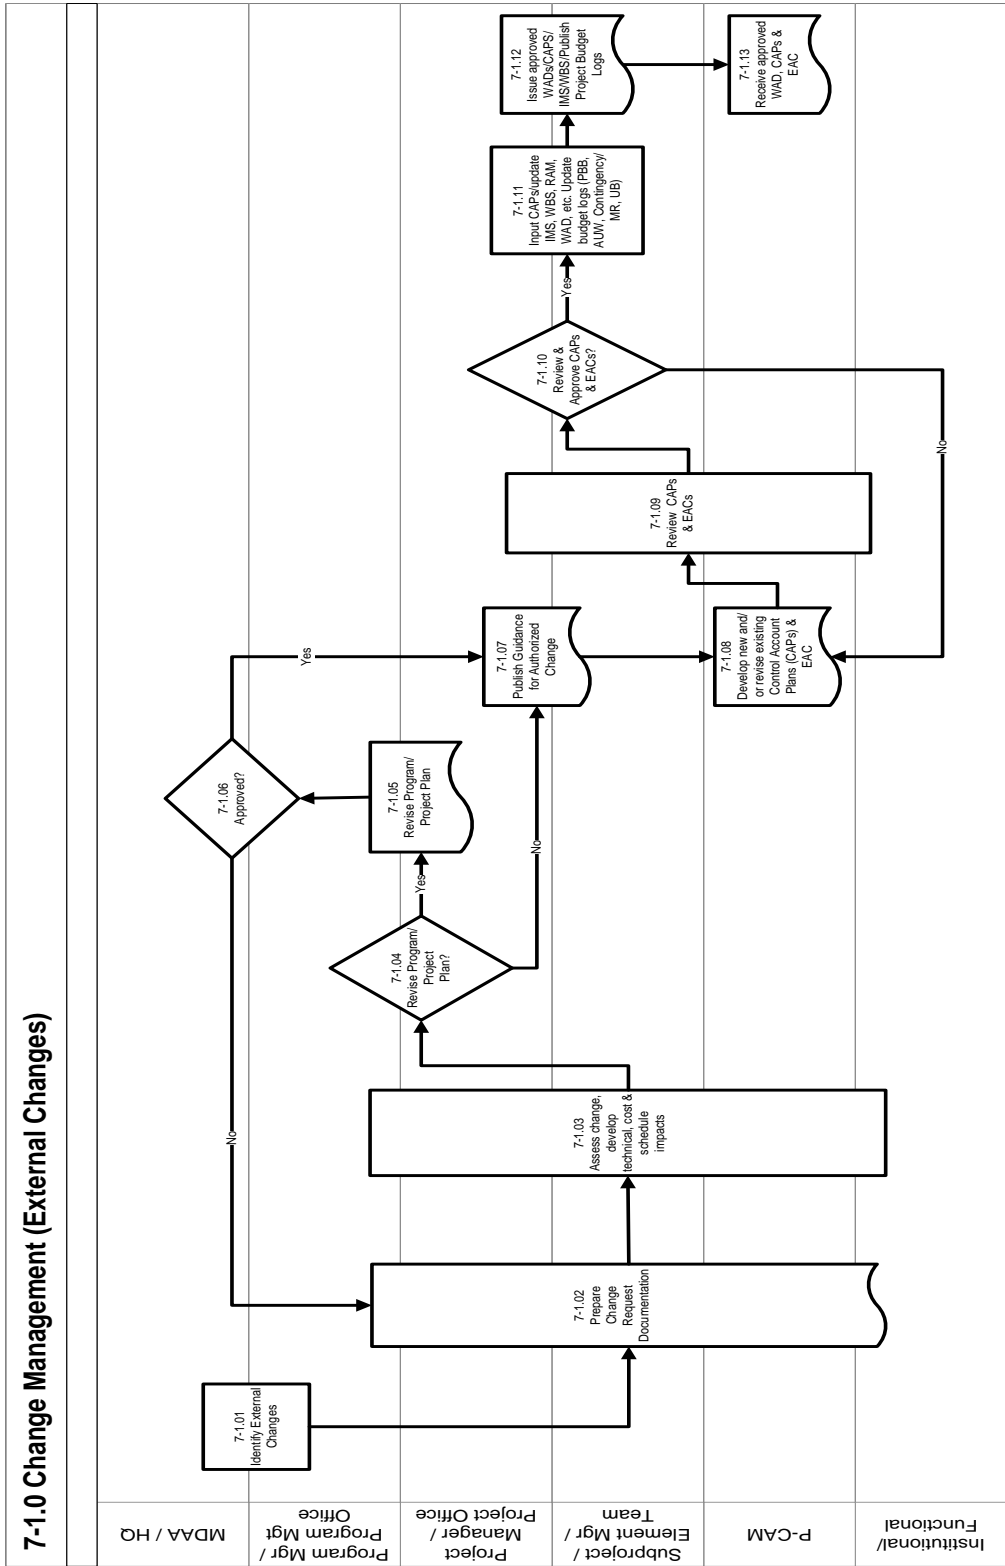 7-1.0 Change Management (External Changes)
MDAA / HQ
Program Mgr /
Program Mgt
Office
Project
Manager /
Project Office
Subproject /
Element Mgr /
Team
P-CAM
Institutional/
Functional
7-1.01
Identify External
Changes
7-1.02
Prepare
Change
Request
Documentation
7-1.03
Assess change,
develop
technical, cost &
schedule
impacts
7-1.04
Revise Program/
Project
Plan?
Yes
No
7-1.05
Revise Program/
Project Plan
7-1.06
Approved?
No
Yes
7-1.07
Publish Guidance
for Authorized
Change
7-1.08
Develop new and/
or revise existing
Control Account
Plans (CAPs) &
EAC
7-1.09
Review CAPs
& EACs
7-1.10
Review &
Approve CAPs
& EACs?
Yes
No
7-1.11
Input CAPs/update
IMS, WBS, RAM,
WAD, etc. Update
budget logs (PBB,
AUW, Contingency/
MR, UB)
7-1.12
Issue approved
WADs/CAPS/
IMS/WBS/Publish
Project Budget
Logs
7-1.13
Receive approved
WAD, CAPs &
EAC